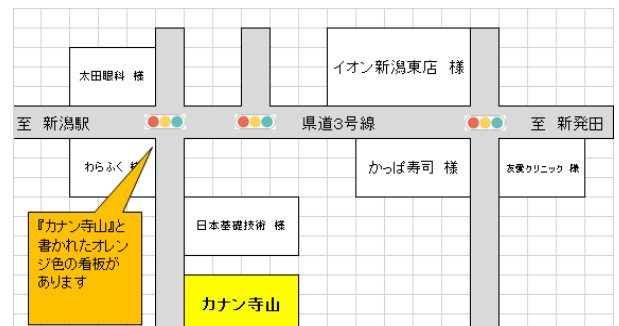 太田眼科 様
イオン新潟東店 様
至 新潟駅
県道3号線
至 新発田
わらふく 様
かっぱ寿司 様
友愛クリニック 様
『カナン寺山』と
書かれたオレン
ジ色の看板が
あります
日本基礎技術 様
カナン寺山